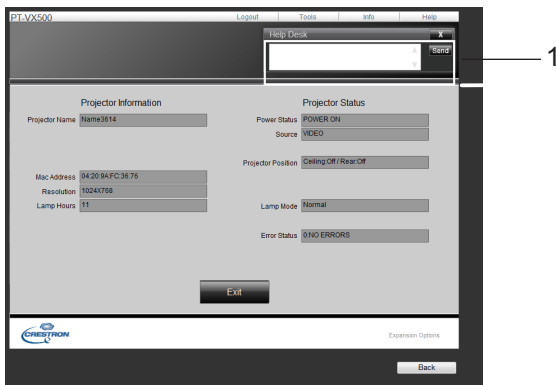 PT-VX500 Logout Tools Info Help
Help Desk X
Send
1
Projector Information Projector Status
Projector Name Name3614 Power Status POWER ON
Source VIDEO
Projector Position Ceiling:Off / Rear:Off
Mac Address 04:20:9A:FC:36:76
Resolution 1024X768
Lamp Hours 11 Lamp Mode Normal
Error Status 0:NO ERRORS
Exit
CRESTRON Expansion Options
Back